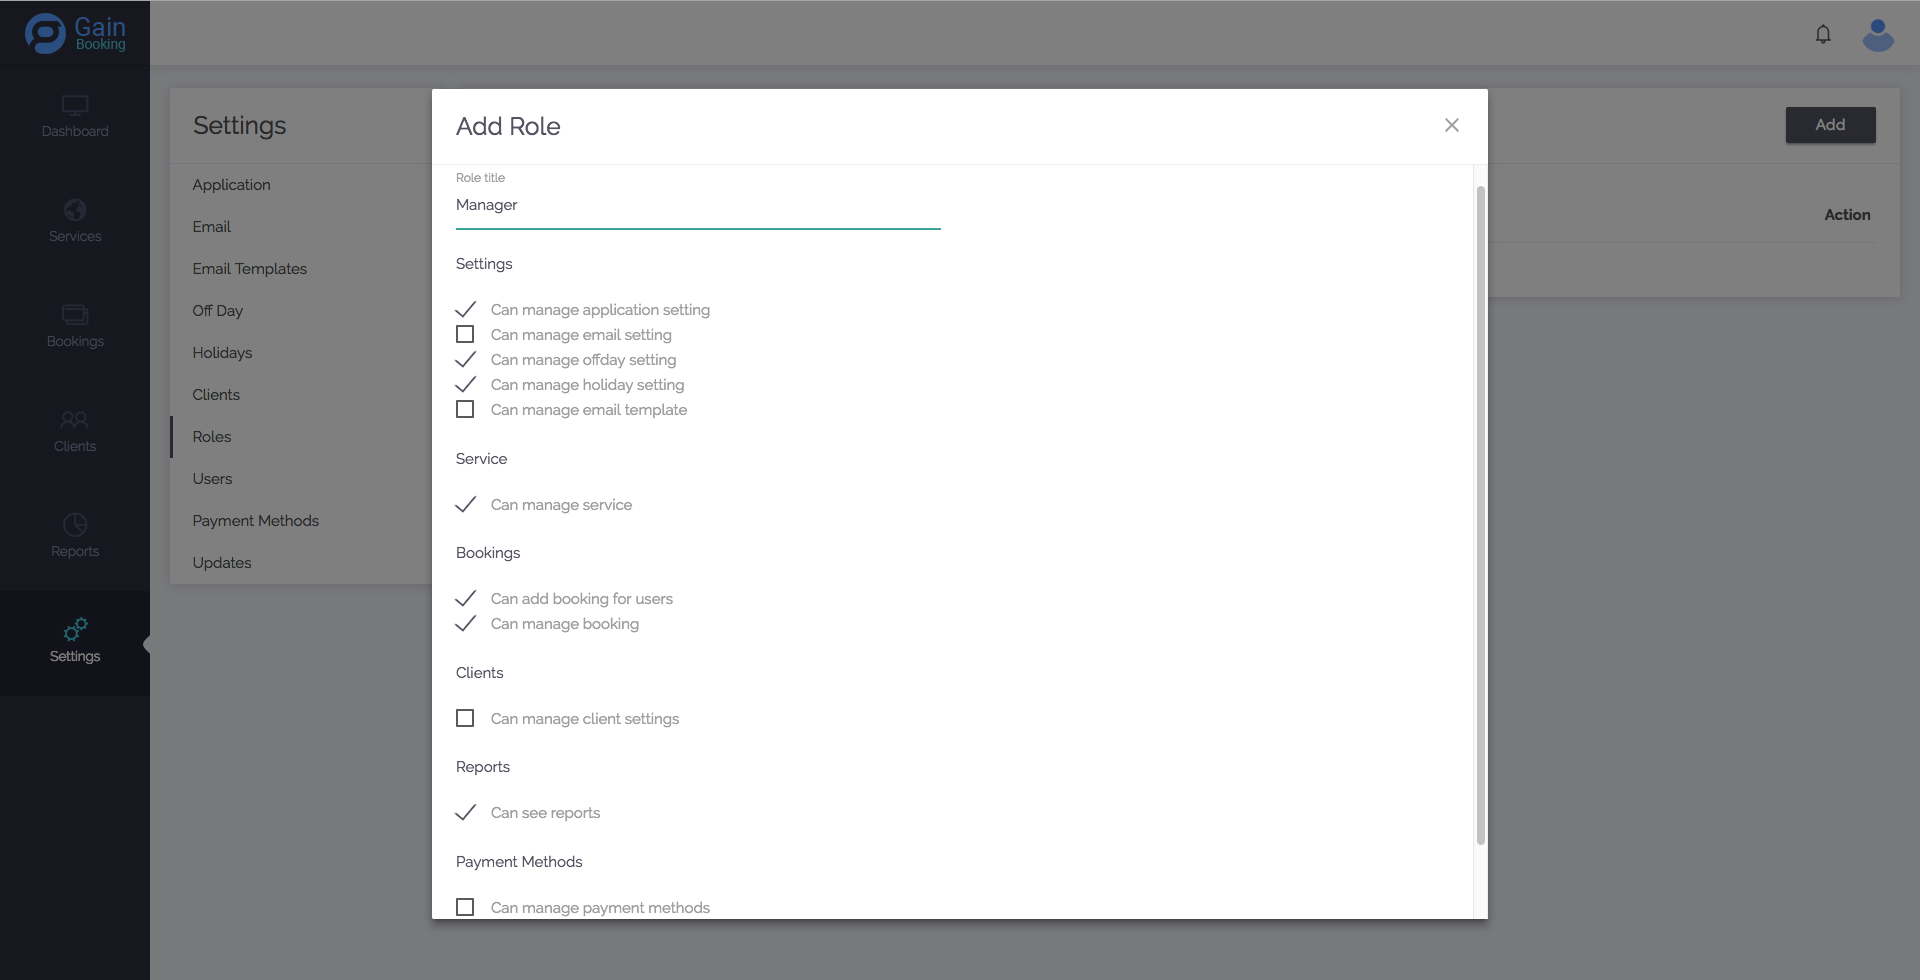 Gain
Booking
Dashboard
Services
Bookings
Clients
Reports
Settings
Settings
Application
Email
Email Templates
Off Day
Holidays
Clients
Roles
Users
Payment Methods
Updates
Add
Action
Add Role
Role title
Manager
Settings
Can manage application setting
Can manage email setting
Can manage offday setting
Can manage holiday setting
Can manage email template
Service
Can manage service
Bookings
Can add booking for users
Can manage booking
Clients
Can manage client settings
Reports
Can see reports
Payment Methods
Can manage payment methods